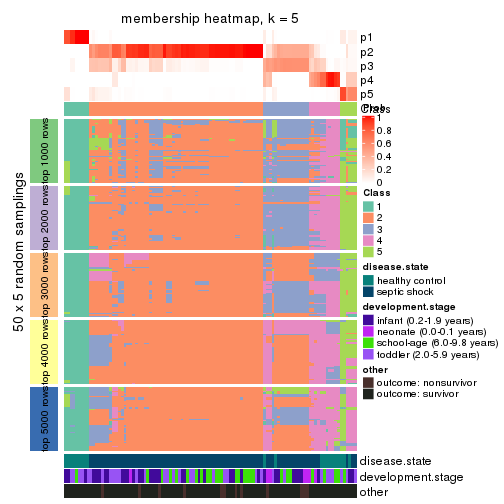 membership heatmap, k = 5
p1
p2
p3
p4
p5
Class
Prob
1
0.8
0.6
0.4
0.2
0
Class
1
2
3
4
5
disease.state
healthy control
septic shock
development.stage
infant (0.2-1.9 years)
neonate (0.0-0.1 years)
school-age (6.0-9.8 years)
toddler (2.0-5.9 years)
other
outcome: nonsurvivor
outcome: survivor
50 x 5 random samplings
top 1000 rows
top 2000 rows
top 3000 rows
top 4000 rows
top 5000 rows
disease.state
development.stage
other